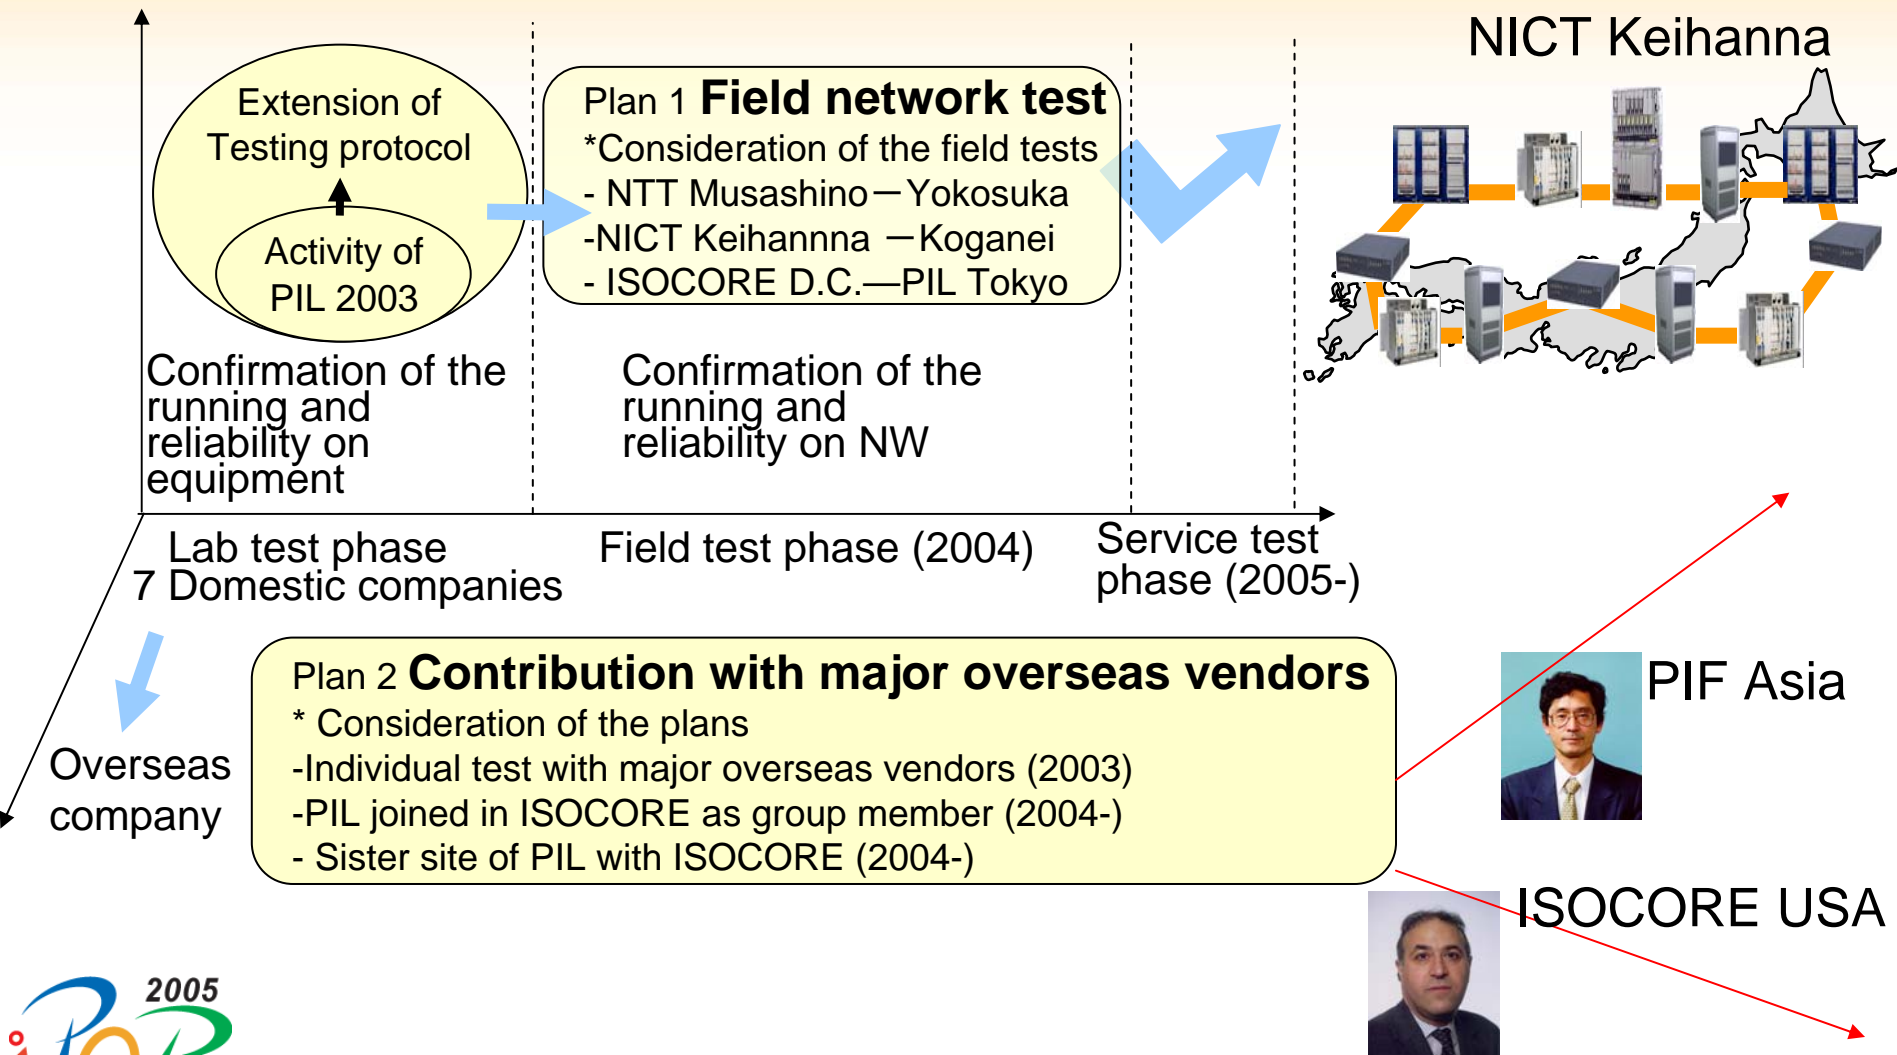 NICT Keihanna
Extension of
Testing protocol
Activity of
PIL 2003
Plan 1 Field network test
*Consideration of the field tests
- NTT Musashino－Yokosuka
-NICT Keihannna －Koganei
- ISOCORE D.C.—PIL Tokyo
Confirmation of the
running and
reliability on
equipment
Confirmation of the
running and
reliability on NW
Lab test phase
7 Domestic companies
Field test phase (2004)
Service test
phase (2005-)
Overseas
company
Plan 2 Contribution with major overseas vendors
* Consideration of the plans
-Individual test with major overseas vendors (2003)
-PIL joined in ISOCORE as group member (2004-)
- Sister site of PIL with ISOCORE (2004-)
PIF Asia
ISOCORE USA
2005
iPOP